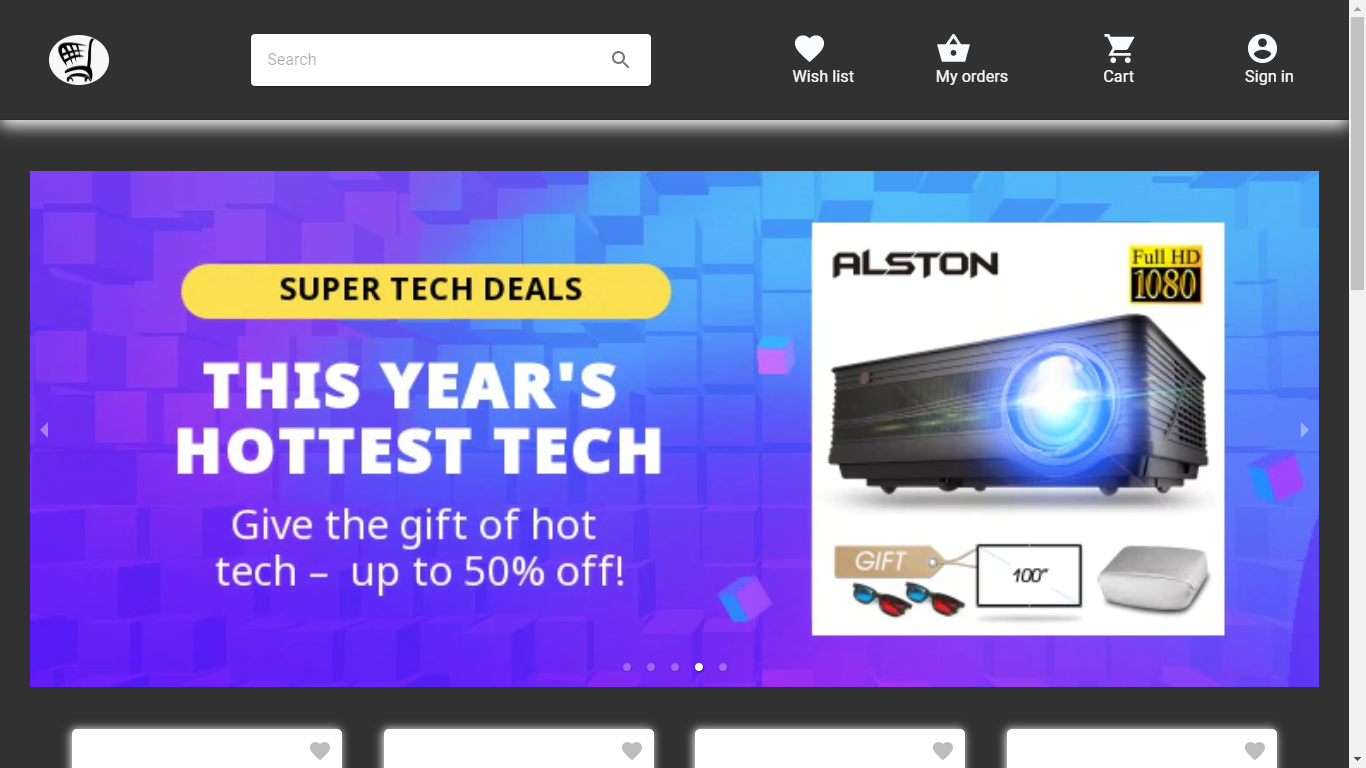 Search
Wish list
My orders
Cart
Sign in
SUPER TECH DEALS
THIS YEAR'S
HOTTEST TECH
Give the gift of hot
tech – up to 50% off!
ALSTON
Full HD
1080
GIFT
100"